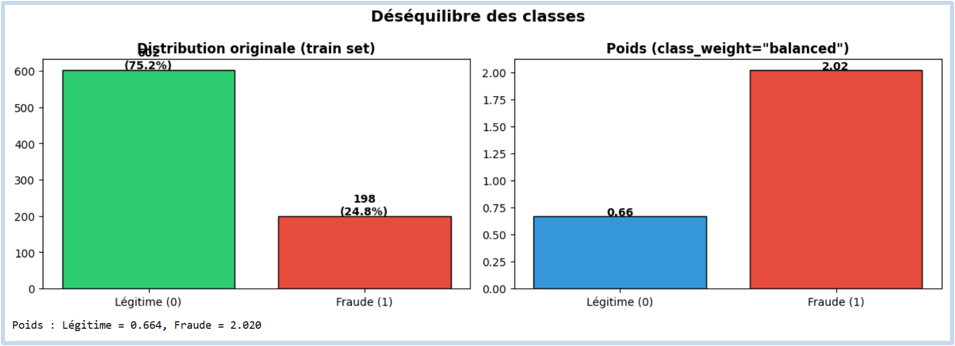 Déséquilibre des classes
Distribution originale (train set)
602
(75.2%)
198
(24.8%)
600
500
400
300
200
100
0
Légitime (0)
Fraude (1)
Poids (class_weight="balanced")
2.02
0.66
2.00
1.75
1.50
1.25
1.00
0.75
0.50
0.25
0.00
Légitime (0)
Fraude (1)
Poids : Légitime = 0.664, Fraude = 2.020